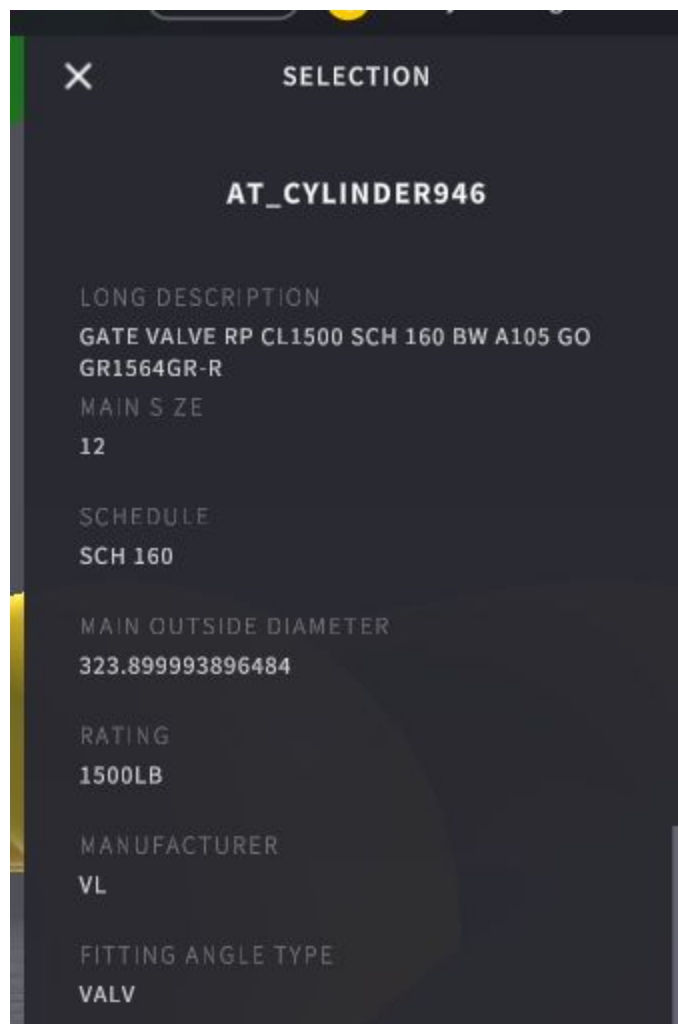 SELECTION
AT_CYLINDER946
LONG DESCRIPTION
GATE VALVE RP CL1500 SCH 160 BW A105 GO
GR1564GR-R
MAIN S ZE
12
SCHEDULE
SCH 160
MAIN OUTSIDE DIAMETER
323.899993896484
RATING
1500LB
MANUFACTURER
VL
FITTING ANGLE TYPE
VALV